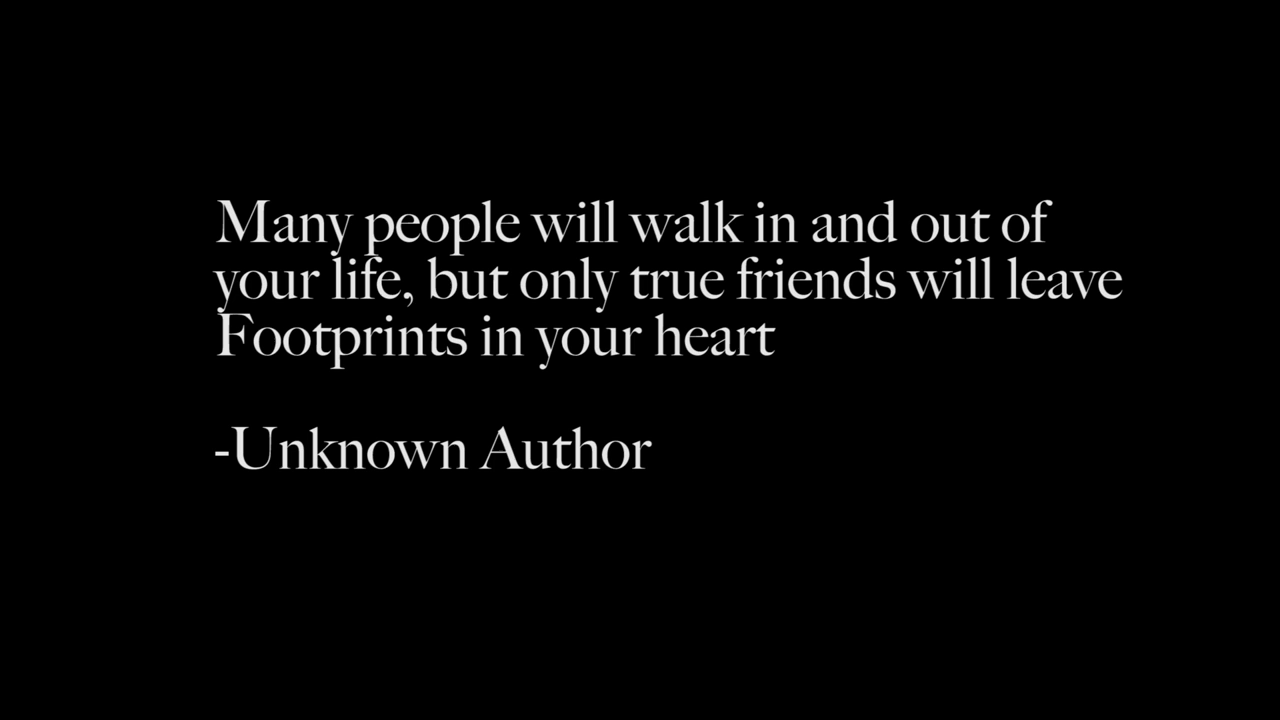 Many people will walk in and out of
your life, but only true friends will leave
Footprints in your heart
-Unknown Author